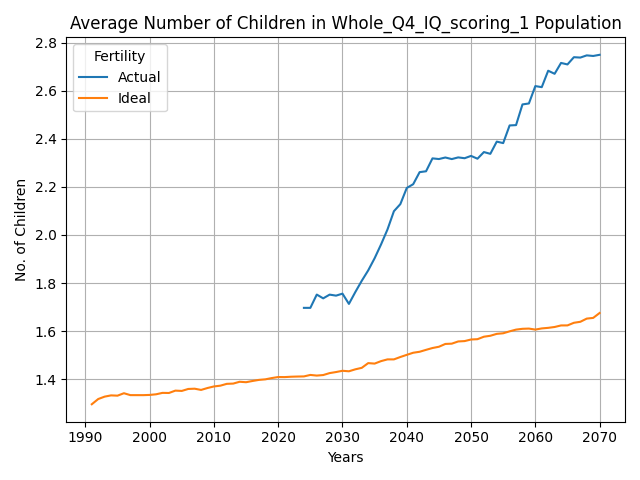 Average Number of Children in Whole_Q4_IQ_scoring_1 Population
Fertility
Actual
Ideal
2.8
2.6
2.4
2.2
2.0
1.8
1.6
1.4
No. of Children
1990 2000 2010 2020 2030 2040 2050 2060 2070
Years